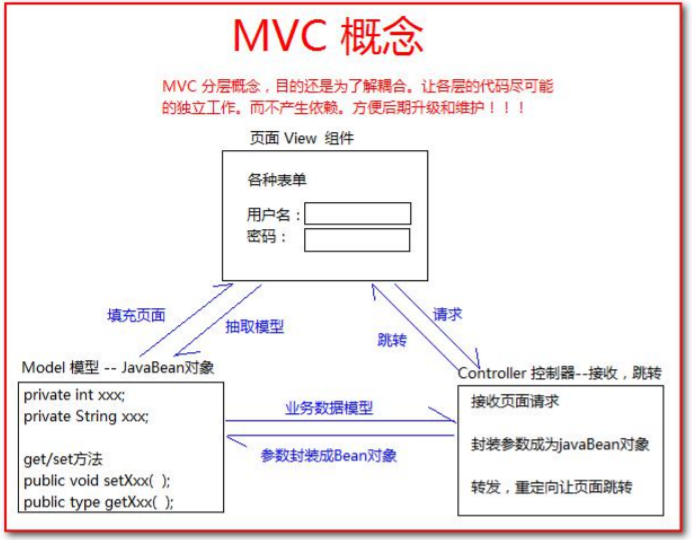 MVC 概念
MVC 分层概念，目的还是为了解耦合。让各层的代码尽可能
的独立工作。而不产生依赖。方便后期升级和维护！！！
页面 View 组件
各种表单
用户名：
密码：
填充页面
抽取模型
请求
跳转
Model 模型 -- JavaBean对象
private int xxx;
private String xxx;
get/set方法
public void setXxx( );
public type getXxx( );
业务数据模型
参数封装成Bean对象
Controller 控制器--接收，跳转
接收页面请求
封装参数成为javaBean对象
转发，重定向让页面跳转